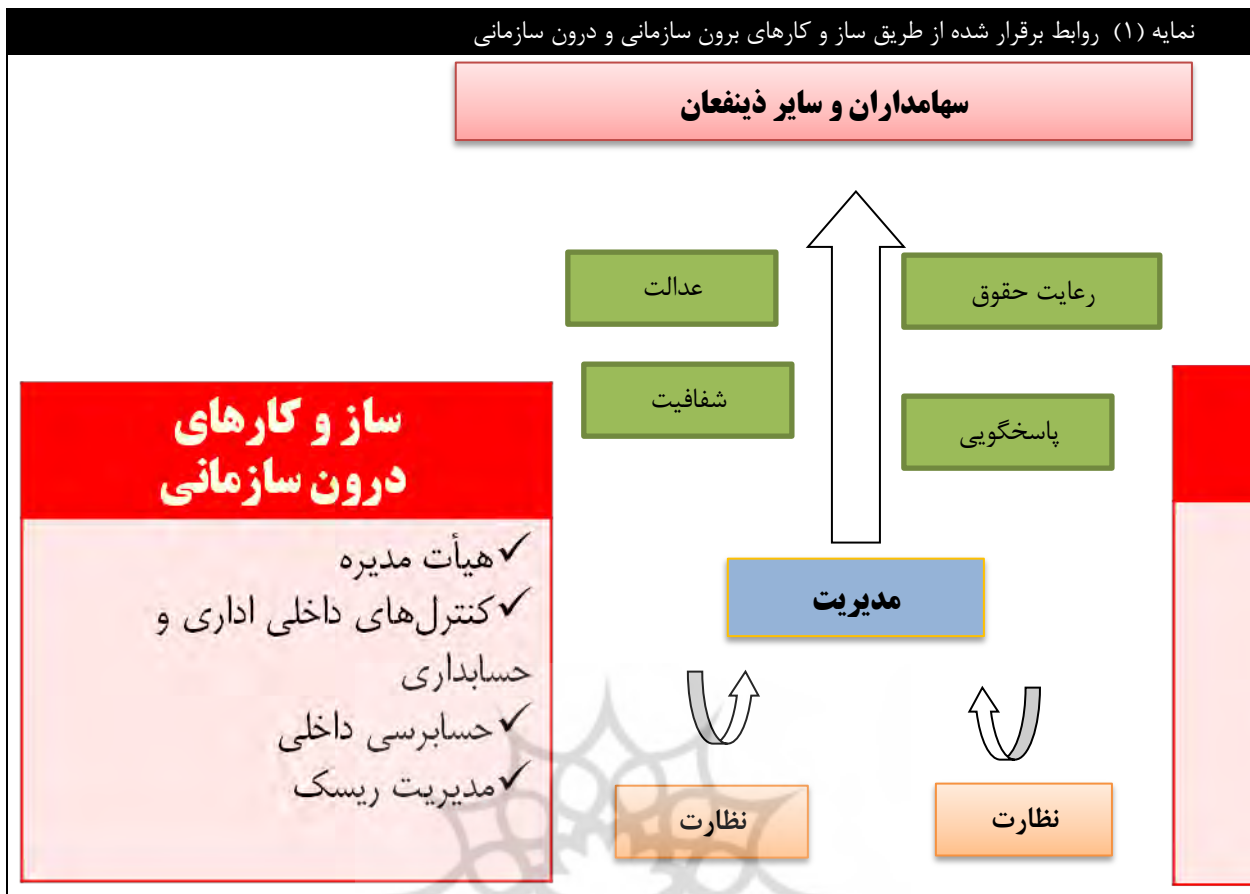 نمایه (۱) روابط برقرار شده از طریق ساز و کارهای برون سازمانی و درون سازمانی
سهامداران و سایر ذینفعان
رعایت حقوق
عدالت
پاسخگویی
شفافیت
مدیریت
نظارت
نظارت
ساز و کارهای
درون سازمانی
✓هیأت مدیره
✓کنترل‌های داخلی اداری و
حسابداری
✓حسابرسی داخلی
✓مدیریت ریسک